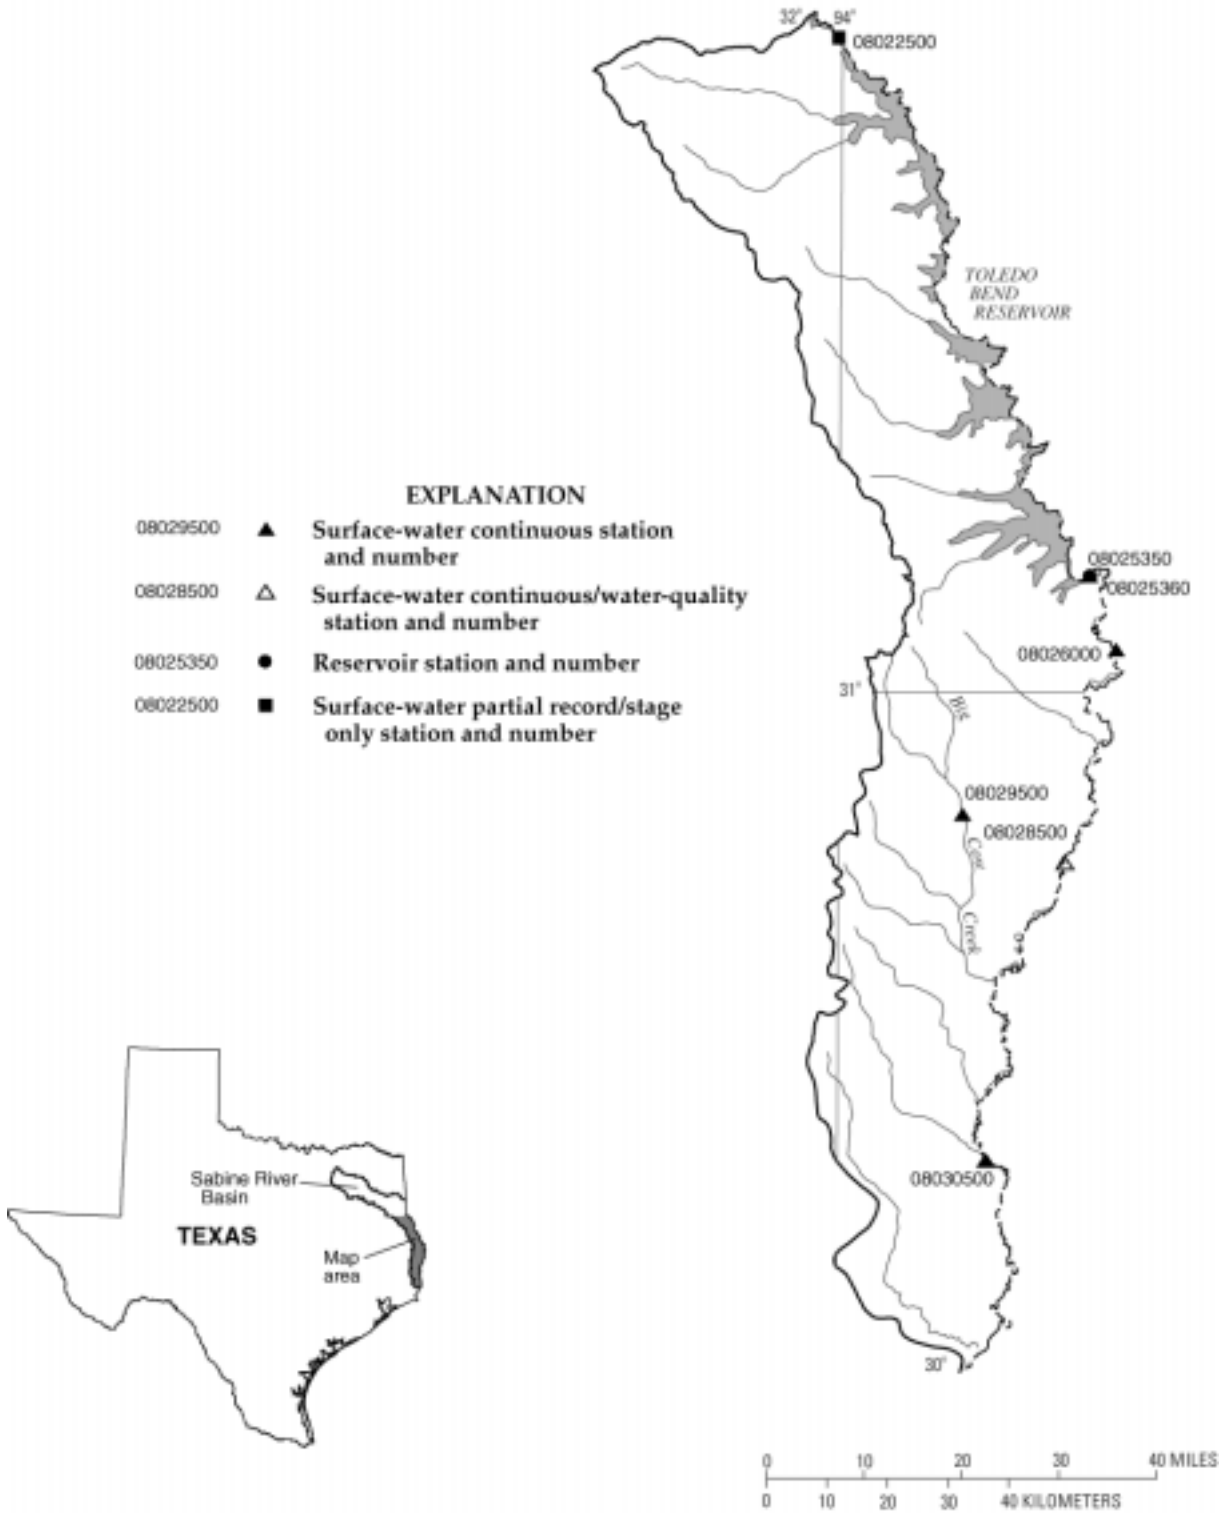 32° 94°
08022500
TOLEDO
BEND
RESERVOIR
EXPLANATION
08029500 Surface-water continuous station
and number
08028500 Surface-water continuous/water-quality
station and number
08025350 Reservoir station and number
08022500 Surface-water partial record/stage
only station and number
08025350
08025360
08026000
31°
Big
08029500
08028500
Cow
Creek
08030500
30°
Sabine River
Basin
TEXAS
Map
area
0 10 20 30 40 MILES
0 10 20 30 40 KILOMETERS